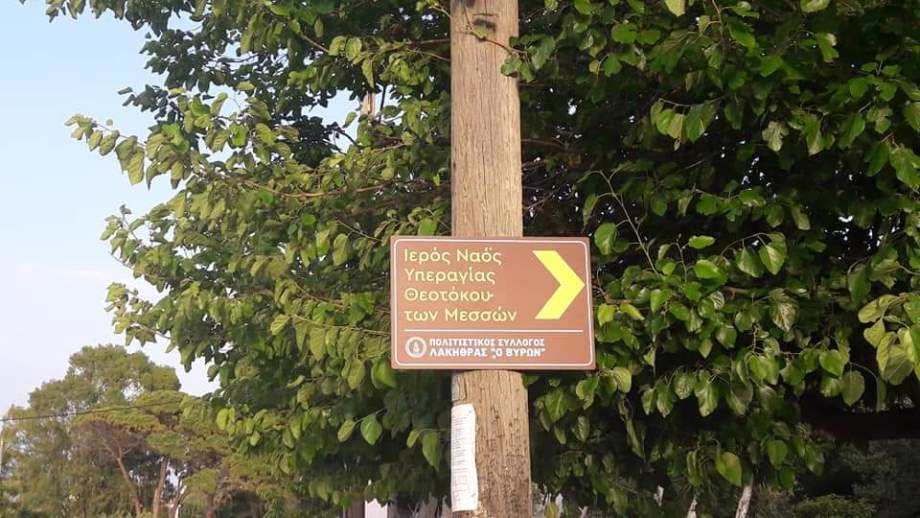 Ιερός Ναός
Υπεραγίας
Θεοτόκου
των Μεσσών
ΠΟΛΙΤΙΣΤΙΚΟΣ ΣΥΛΛΟΓΟΣ
ΛΑΚΗΘΡΑΣ "Ο ΒΥΡΩΝ"